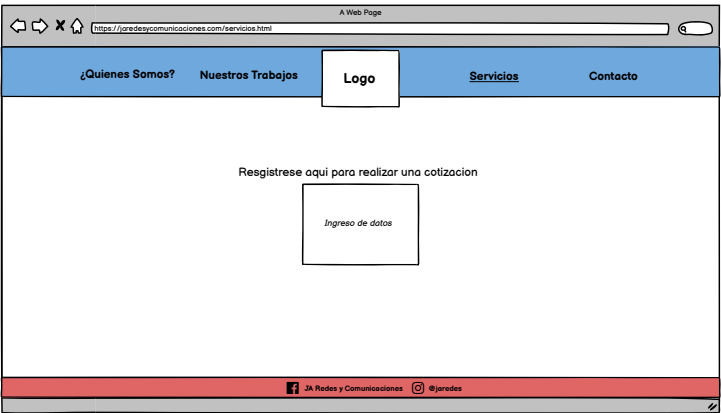 A Web Page
https://jaredesycomunicaciones.com/servicios.html
¿Quienes Somos?
Nuestros Trabajos
Logo
Servicios
Contacto
Resgistrese aqui para realizar una cotizacion
Ingreso de datos
JA Redes y Comunicaciones @jaredes